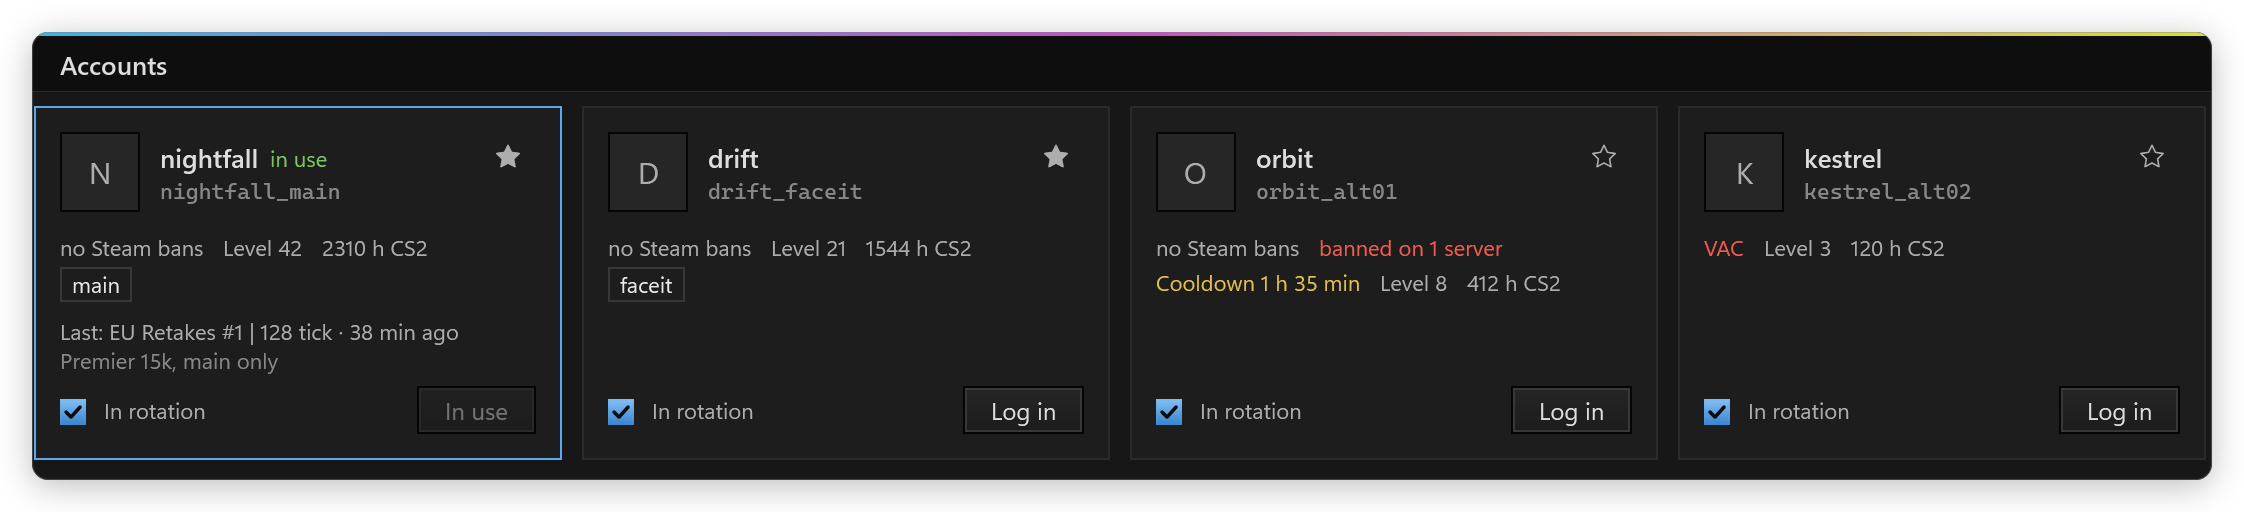 Accounts
N
nightfall in use
nightfall_main
no Steam bans Level 42 2310 h CS2
main
Last: EU Retakes #1 | 128 tick · 38 min ago
Premier 15k, main only
In rotation
In use
D
drift
drift_faceit
no Steam bans Level 21 1544 h CS2
faceit
In rotation
Log in
O
orbit
orbit_alt01
no Steam bans banned on 1 server
Cooldown 1 h 35 min Level 8 412 h CS2
In rotation
Log in
K
kestrel
kestrel_alt02
VAC Level 3 120 h CS2
In rotation
Log in